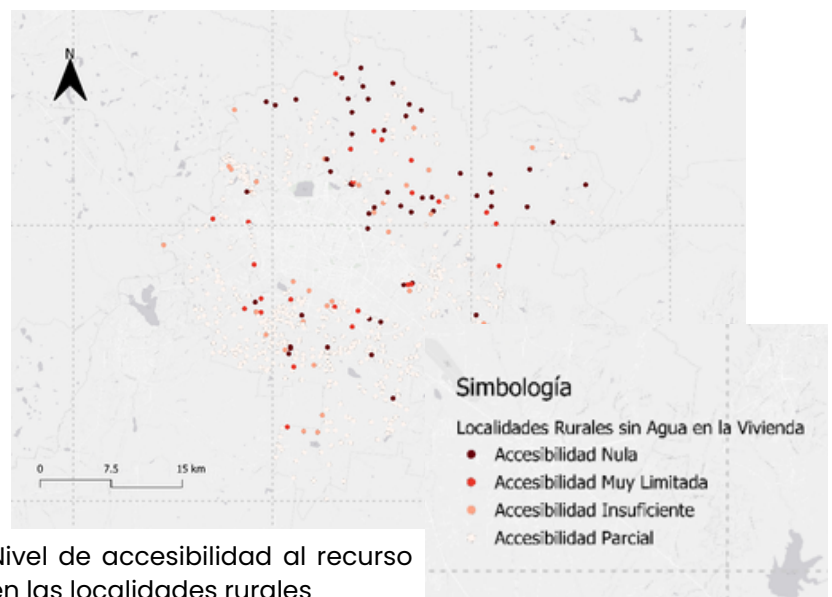 N
0 7.5 15 km
Simbología
Localidades Rurales sin Agua en la Vivienda
Accesibilidad Nula
Accesibilidad Muy Limitada
Accesibilidad Insuficiente
Accesibilidad Parcial
Nivel de accesibilidad al recurso
en las localidades rurales